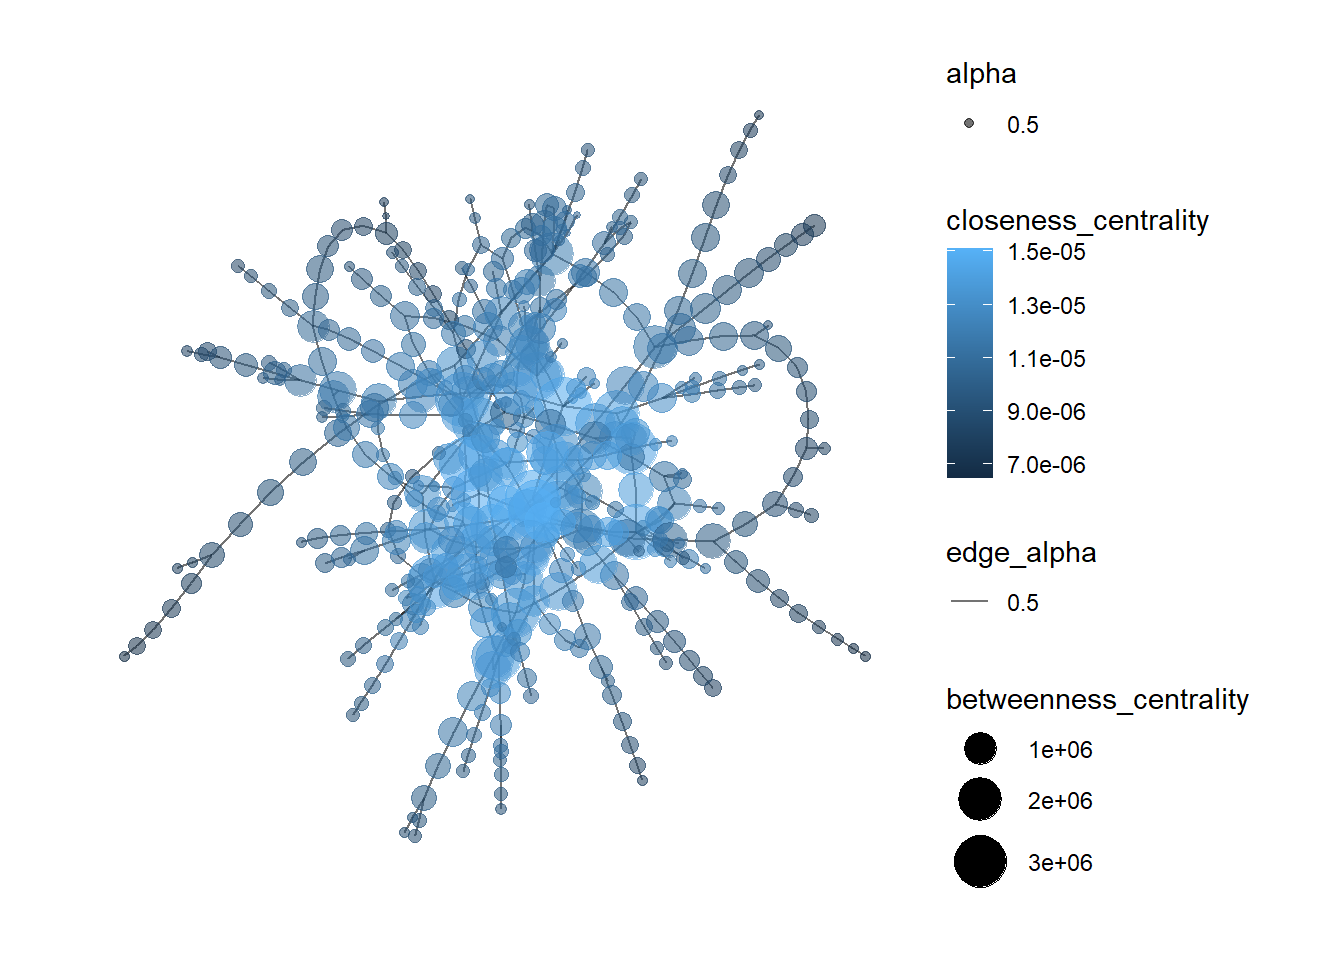 alpha
0.5
closeness_centrality
1.5e-05
1.3e-05
1.1e-05
9.0e-06
7.0e-06
edge_alpha
0.5
betweenness_centrality
1e+06
2e+06
3e+06